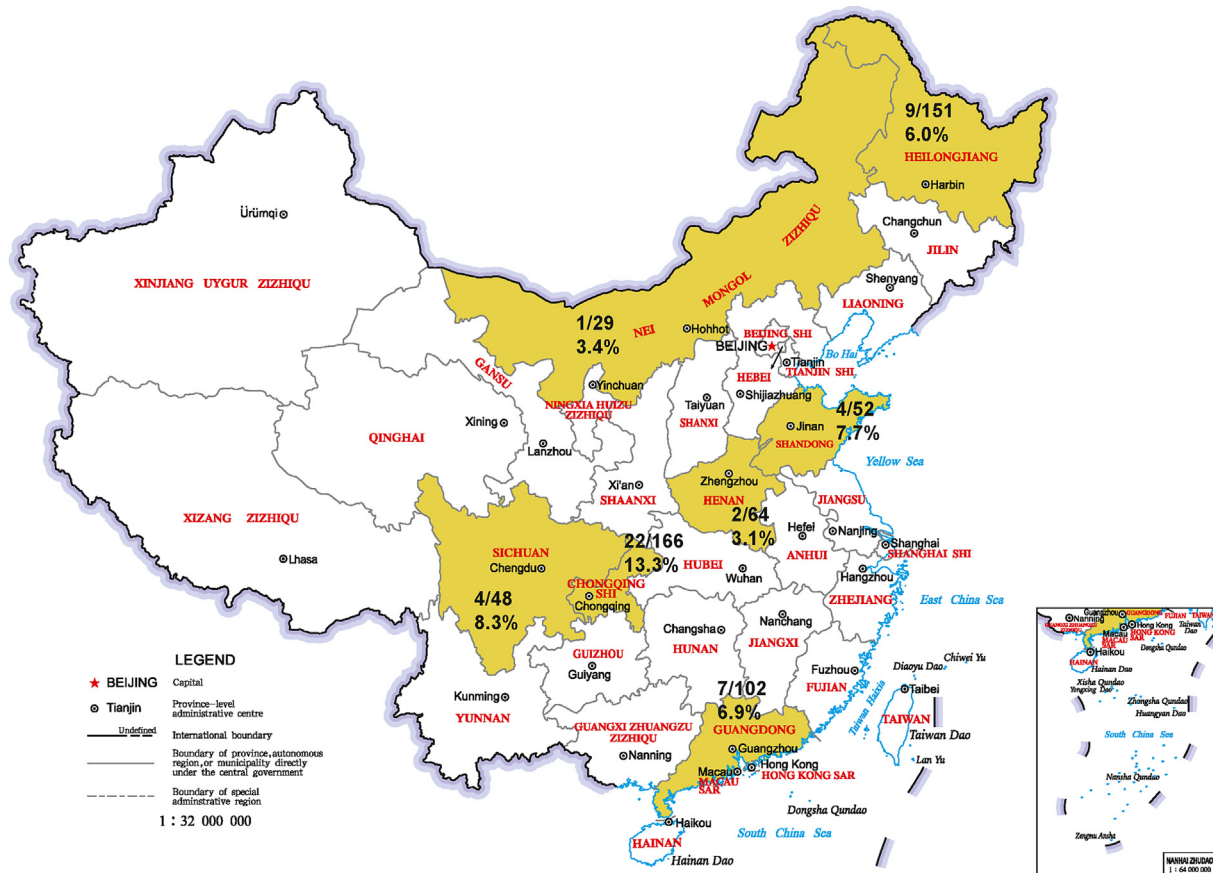 9/151
6.0%
HEILONGJIANG
Harbin
Changchun
JILIN
Ürümqi
ZIZHIQU
Shenyang
LIAONING
XINJIANG UYGUR ZIZHIQU
MONGOL
1/29
3.4%
NEI
Hohhot
BEIJING SHI
BEIJING
Bo Hai
Tianjin
TIANJIN SHI
GANSU
HEBEI
Yinchuan
Shijiazhuang
NINGXIA HUIZU
ZIZHIQU
Taiyuan
SHANXI
4/52
7.7%
Jinan
SHANDONG
Xining
QINGHAI
Lanzhou
Yellow Sea
Zhengzhou
HENAN
Xi'an
SHAANXI
JIANGSU
2/64
3.1%
Hefei
ANHUI
Nanjing
XIZANG ZIZHIQU
Lhasa
22/166
13.3%
SICHUAN
Chengdu
HUBEI
Wuhan
Shanghai
SHANGHAI SHI
Hangzhou
ZHEJIANG
CHONGQING
SHI
Chongqing
4/48
8.3%
East China Sea
Nanchang
JIANGXI
Changsha
HUNAN
GUIZHOU
Guiyang
Fuzhou
FUJIAN
Diaoyu Dao
Chiwei Yu
Taibei
TAIWAN
Taiwan Dao
Taiwan Haixia
Lan Yu
Kunming
YUNNAN
7/102
6.9%
GUANGDONG
Guangzhou
GUANGXI ZHUANGZU
ZIZHIQU
Nanning
Macau
MACAU
SAR
Hong Kong
HONG KONG SAR
Dongsha Qundao
South China Sea
Haikou
HAINAN
Hainan Dao
LEGEND
BEIJING
Capital
Tianjin
Province-level
administrative centre
Undefined
International boundary
Boundary of province,autonomous
region,or municipality directly
under the central government
Boundary of special
admnistrative region
1 : 32 000 000
Guangzhou
GUANGDONG
FUJIAN
TAIWAN
Nanning
GUANGXI ZHUANGZU
ZIZHIQU
Hong Kong
HONG KONG
SAR
Macau
MACAU
SAR
Taiwan
Dao
Haikou
HAINAN
Hainan Dao
Dongsha Qundao
Xisha Qundao
Yongxing Dao
Zhongsha Qundao
Huangyan Dao
South China Sea
Nansha Qundao
Zengmu Ansha
NANHAI ZHUDAO
1 : 64 000 000